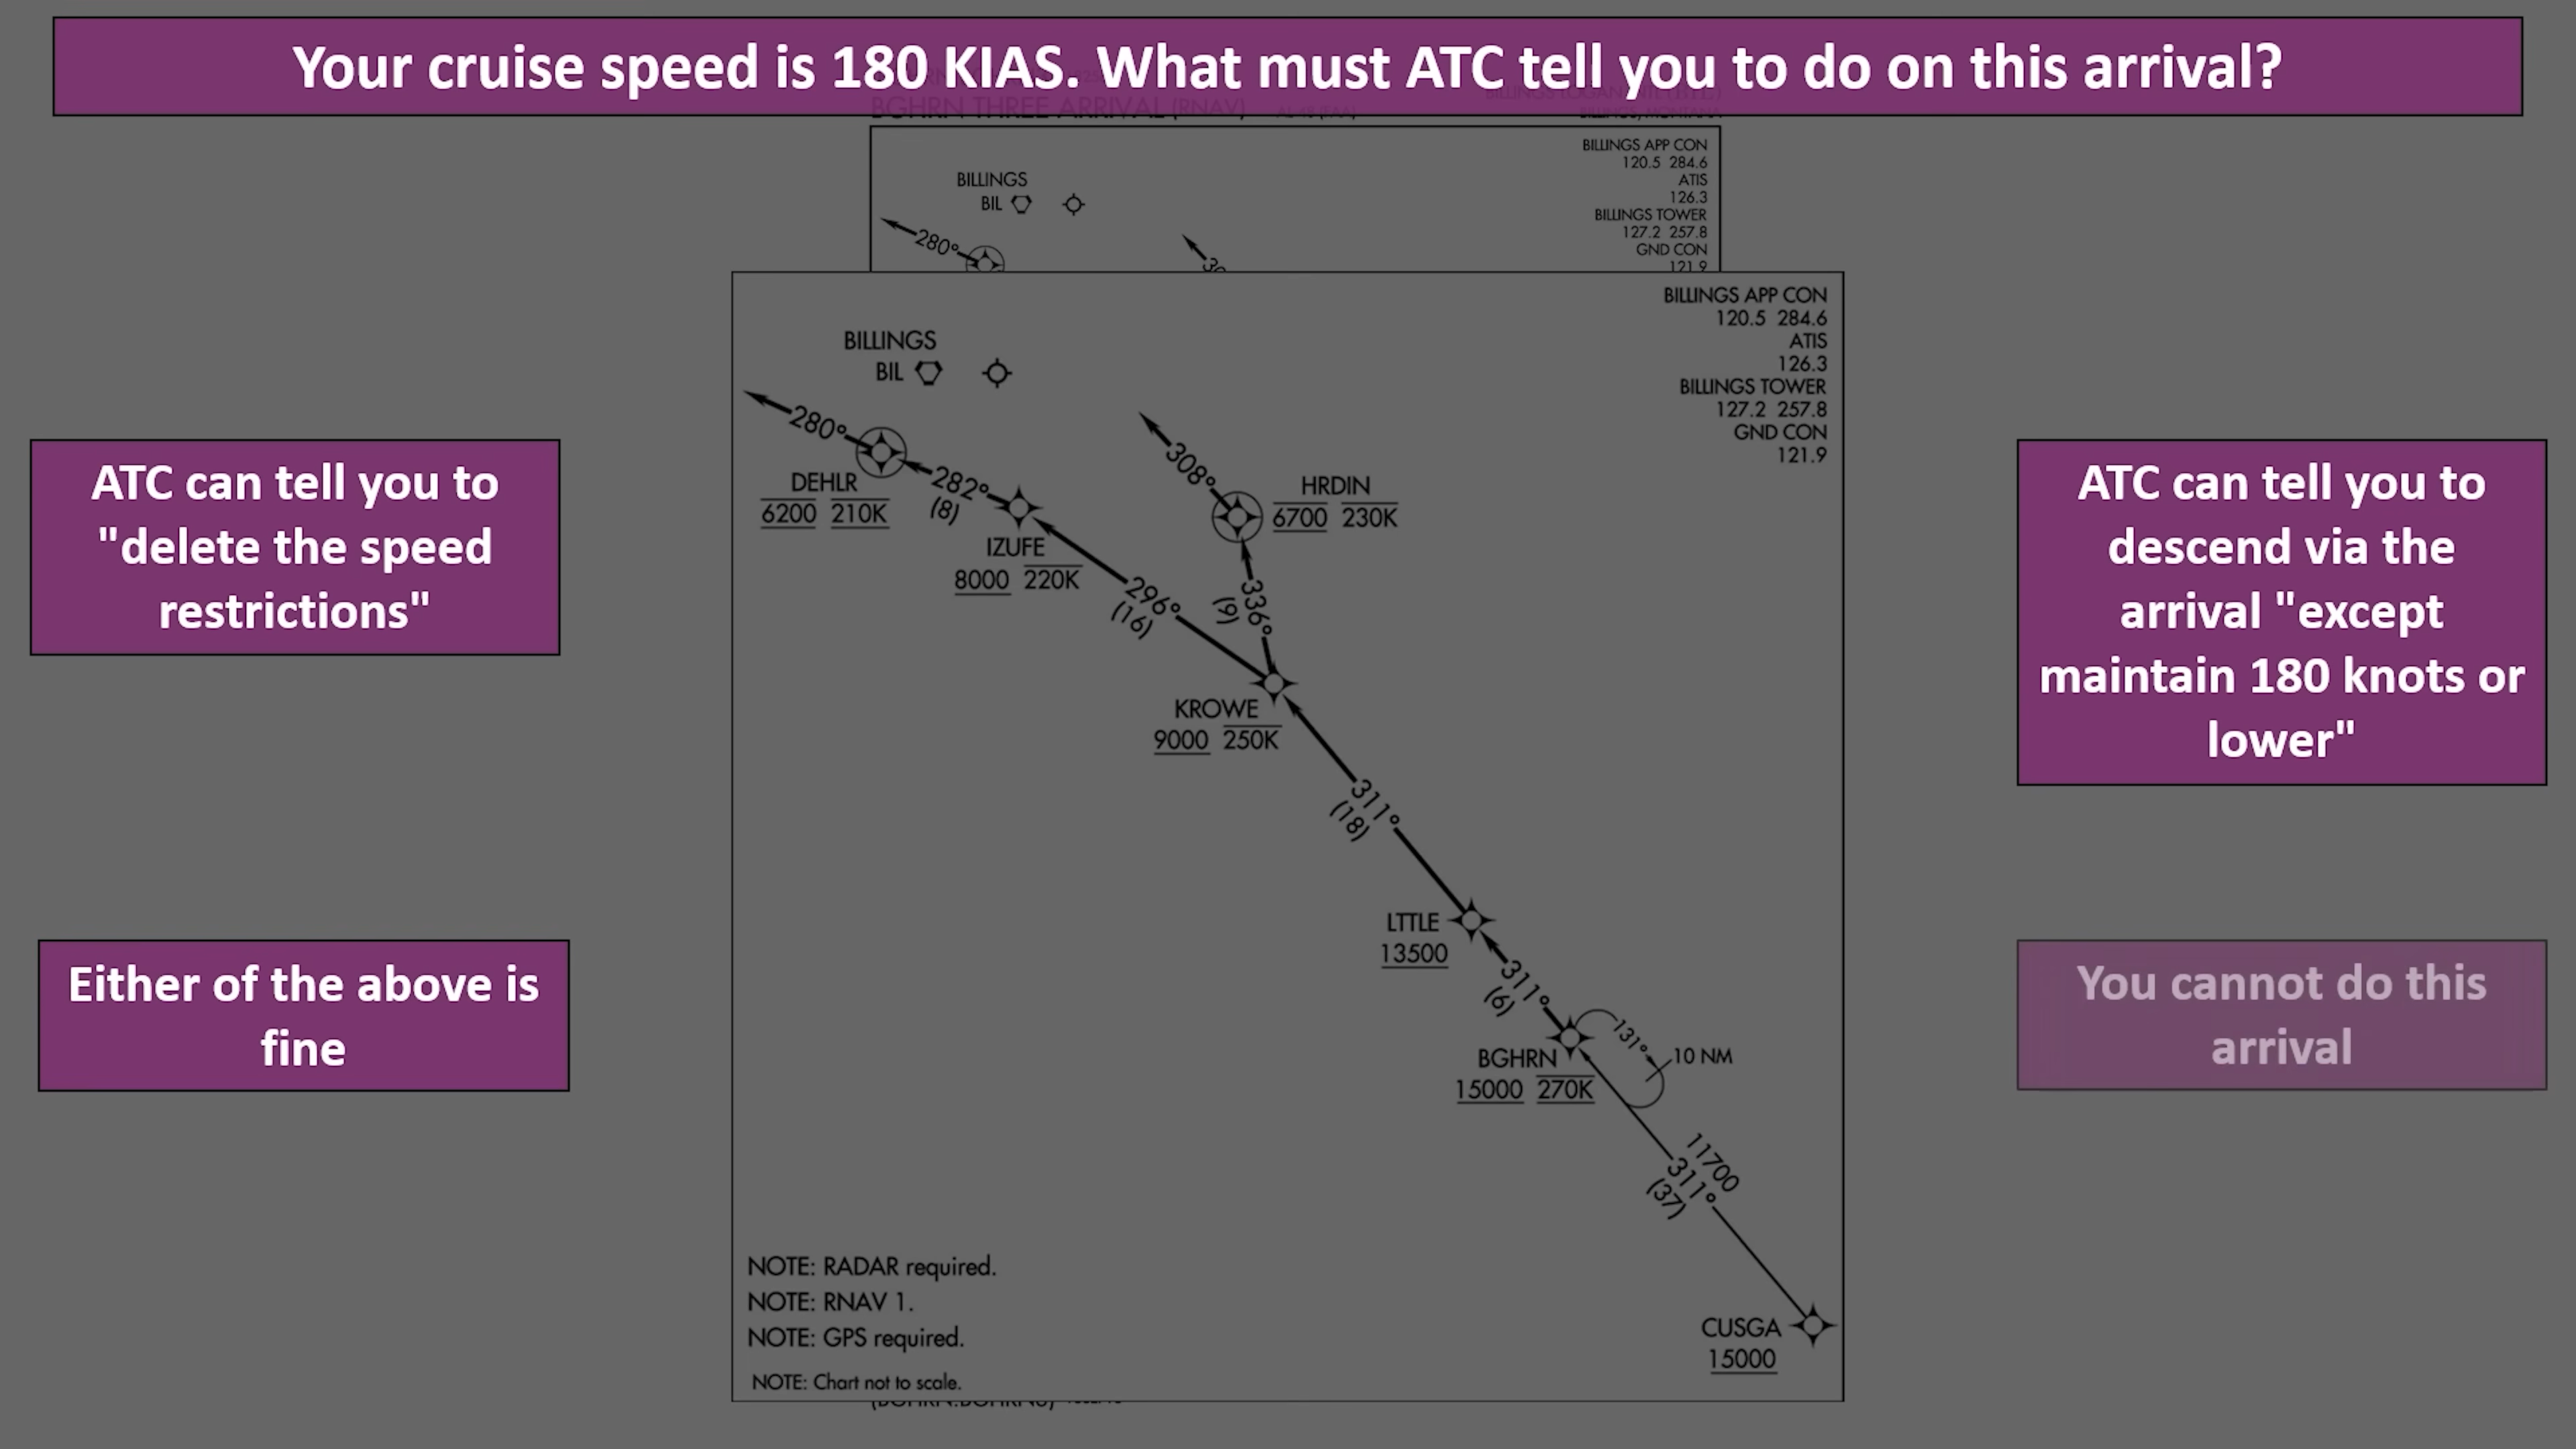 Your cruise speed is 180 KIAS. What must ATC tell you to do on this arrival?
BGHRN THREE ARRIVAL (RNAV)
BILLINGS APP CON
120.5 284.6
ATIS
126.3
BILLINGS TOWER
127.2 257.8
GND CON
121.9
BILLINGS
BIL
280°
BILLINGS APP CON
120.5 284.6
ATIS
126.3
BILLINGS TOWER
127.2 257.8
GND CON
121.9
BILLINGS
BIL
280°
DEHLR
6200 210K
282°
(8)
IZUFE
8000 220K
308°
HRDIN
6700 230K
296°
(16)
336°
(9)
KROWE
9000 250K
311°
(18)
LTTLE
13500
311°
(6)
BGHRN
15000 270K
131°
10 NM
11700
311°
(37)
CUSGA
15000
NOTE: RADAR required.
NOTE: RNAV 1.
NOTE: GPS required.
NOTE: Chart not to scale.
ATC can tell you to
"delete the speed
restrictions"
ATC can tell you to
descend via the
arrival "except
maintain 180 knots or
lower"
Either of the above is
fine
You cannot do this
arrival